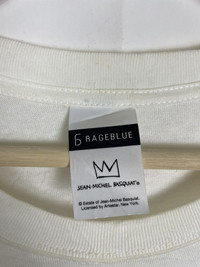 RAGEBLUE
JEAN-MICHEL BASQUIAT®
© Estate of Jean-Michel Basquiat
Licensed by Artestar, New York.